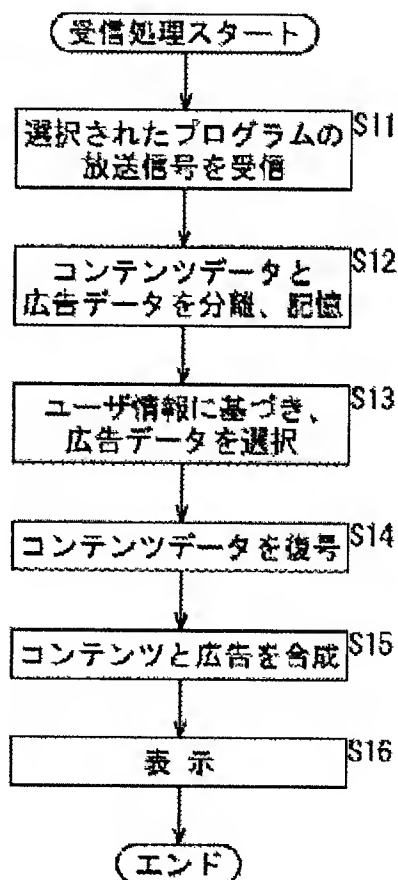 受信処理スタート
選択されたプログラムの
放送信号を受信
S11
コンテンツデータと
広告データを分離、記憶
S12
ユーザ情報に基づき、
広告データを選択
S13
コンテンツデータを復号
S14
コンテンツと広告を合成
S15
表示
S16
エンド